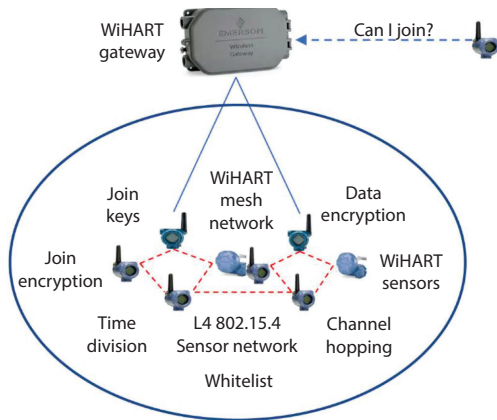 WiHART
gateway
EMERSON
Wireless
Gateway
Can I join?
Join
keys
WiHART
mesh
network
Data
encryption
Join
encryption
WiHART
sensors
Time
division
L4 802.15.4
Sensor network
Channel
hopping
Whitelist